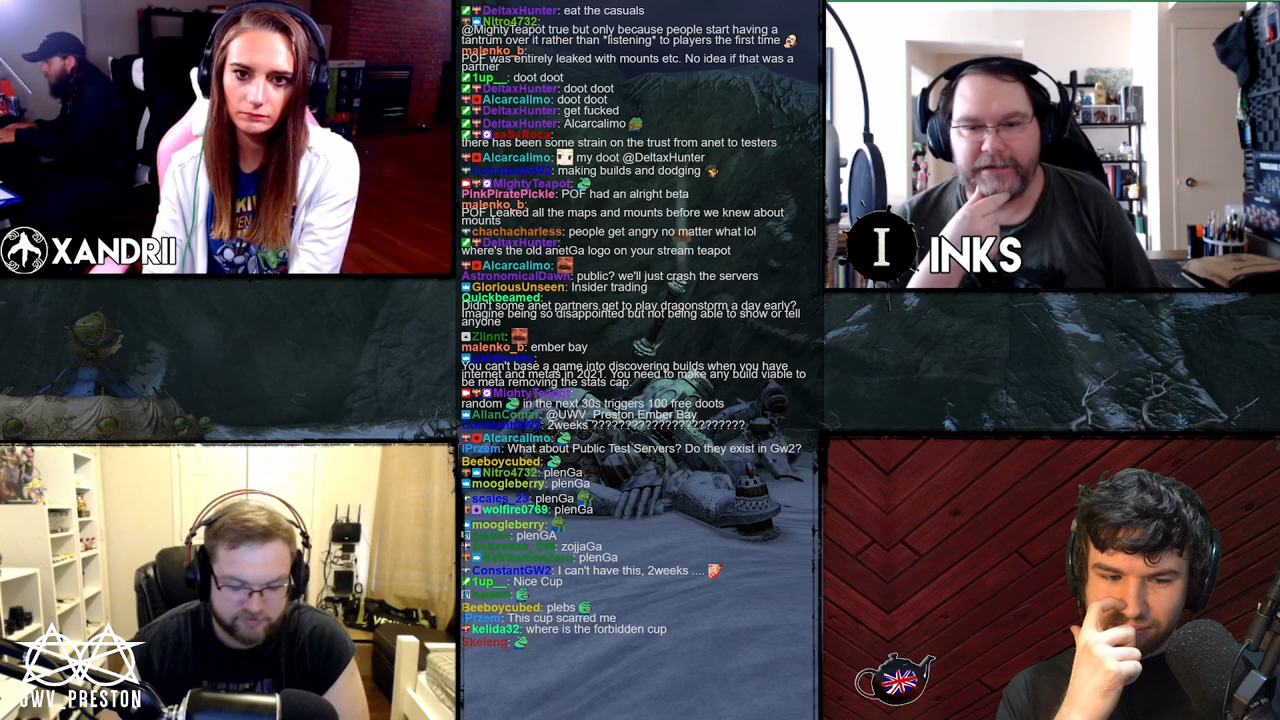 DeltaxHunter: eat the casuals
Nitro4732:
@MightyTeapot true but only because people start having a
tantrum over it rather than *listening* to players the first time
malenko_b:
POF was entirely leaked with mounts etc. No idea if that was a
partner
1up__: doot doot
DeltaxHunter: doot doot
Alcarcalimo: doot doot
DeltaxHunter: get fucked
DeltaxHunter: Alcarcalimo
there has been some strain on the trust from anet to testers
Alcarcalimo: my doot @DeltaxHunter
ConstantGW2: making builds and dodging
MightyTeapot:
PinkPiratePickle: POF had an alright beta
malenko_b:
POF Leaked all the maps and mounts before we knew about
mounts
chachacharless: people get angry no matter what lol
DeltaxHunter:
where's the old anetGa logo on your stream teapot
Alcarcalimo:
AstronomicalDawn: public? we'll just crash the servers
GloriousUnseen: Insider trading
Quickbeamed:
Didn't some anet partners get to play dragonstorm a day early?
Imagine being so disappointed but not being able to show or tell
anyone
Zlinnt:
malenko_b: ember bay
You can't base a game into discovering builds when you have
internet and metas in 2021. You need to make any build viable to
be meta removing the stats cap.
MightyTeapot:
random in the next 30s triggers 100 free doots
AllanComar: @UWV_Preston Ember Bay
ConstantGW2: 2weeks ???????????????????????
Alcarcalimo:
iPrzem: What about Public Test Servers? Do they exist in Gw2?
Beeboycubed:
Nitro4732: plenGa
moogleberry: plenGa
scales_23: plenGa
wolfire0769: plenGa
moogleberry:
plenGA
zojjaGa
plenGa
ConstantGW2: I can't have this, 2weeks ....
1up__: Nice Cup
Beeboycubed: plebs
iPrzem: This cup scarred me
kelida32: where is the forbidden cup
Skeleng:
XANDRII
I INKS
UWV_PRESTON